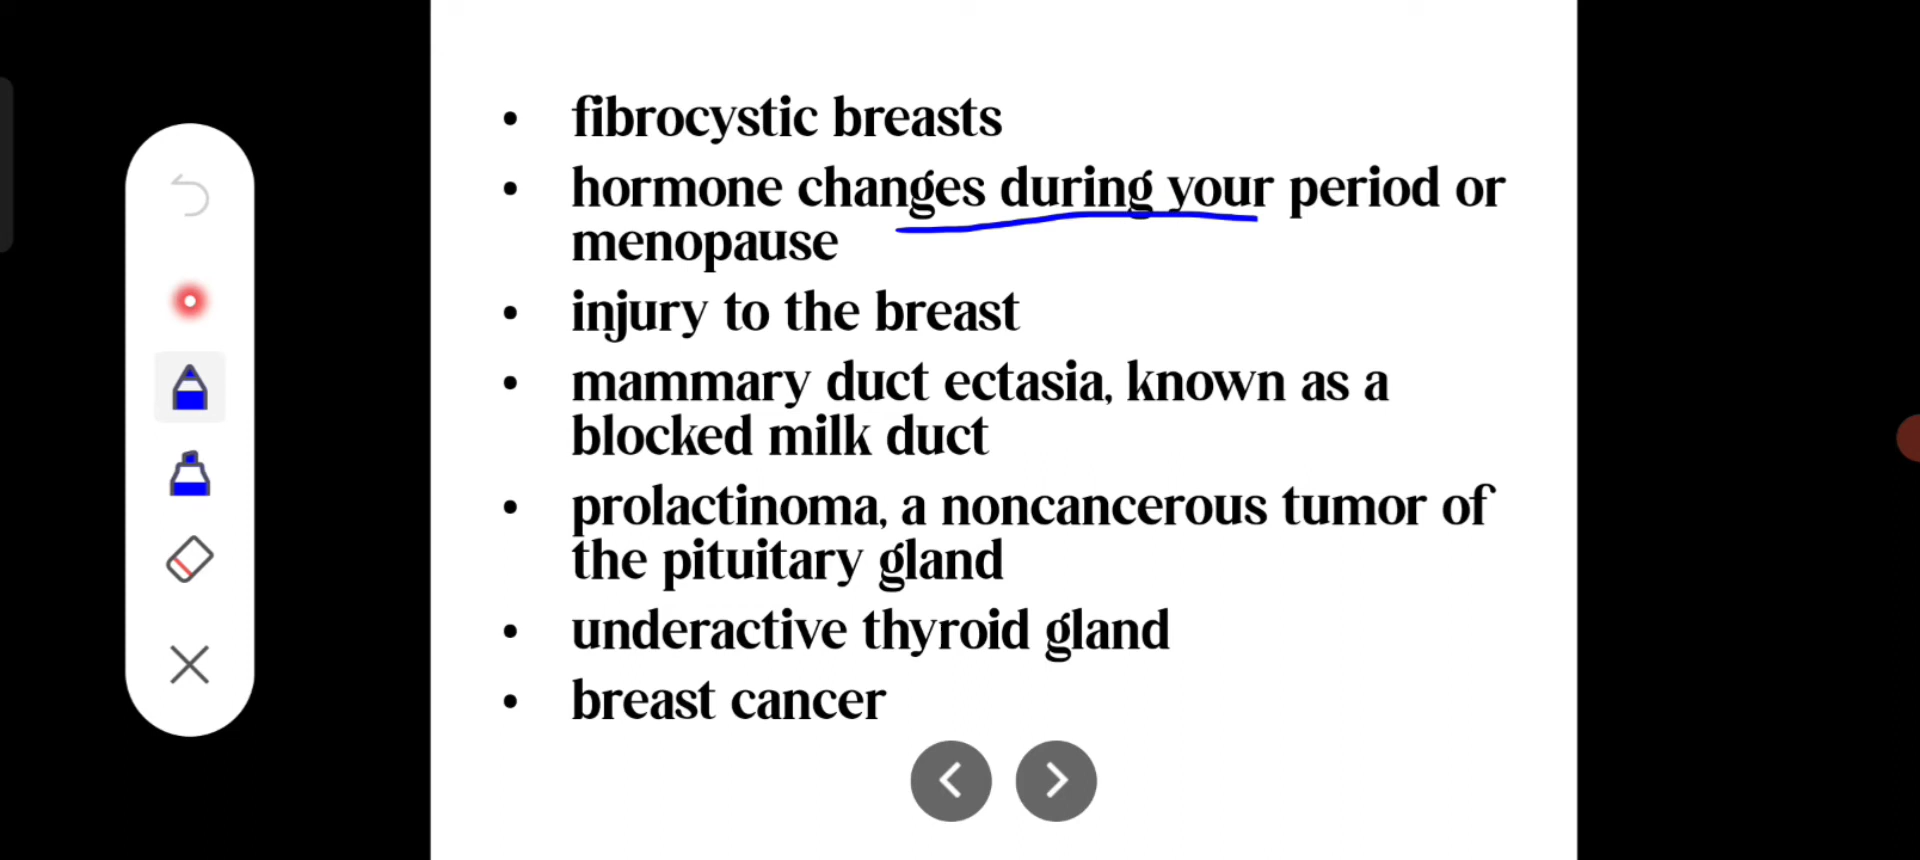 • fibrocystic breasts
• hormone changes during your period or
menopause
• injury to the breast
• mammary duct ectasia, known as a
blocked milk duct
• prolactinoma, a noncancerous tumor of
the pituitary gland
• underactive thyroid gland
• breast cancer